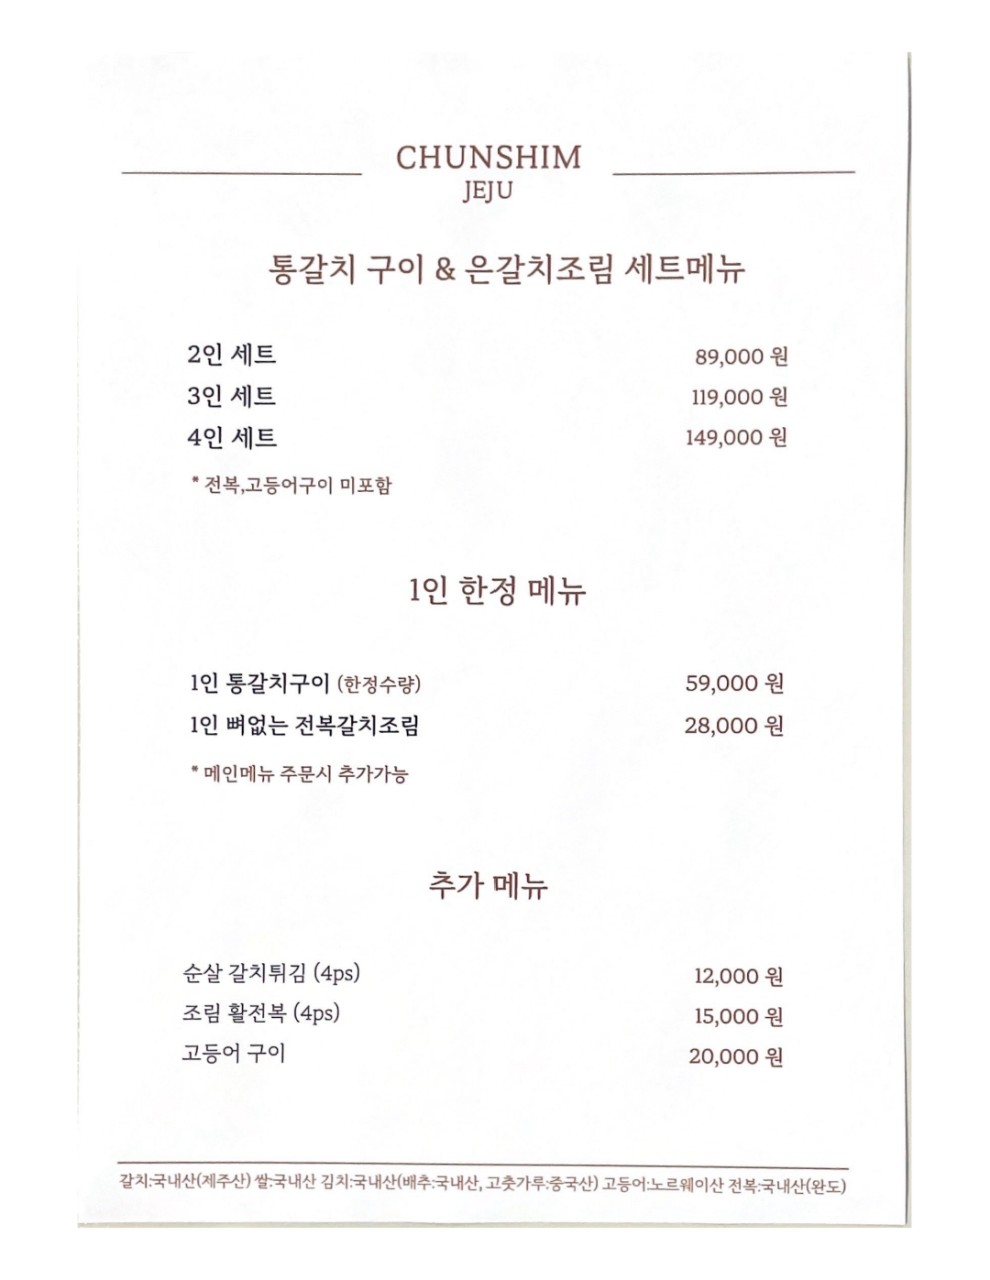 CHUNSHIM
JEJU
통갈치 구이 & 은갈치조림 세트메뉴
2인 세트 89,000 원
3인 세트 119,000 원
4인 세트 149,000 원
* 전복,고등어구이 미포함
1인 한정 메뉴
1인 통갈치구이 (한정수량) 59,000 원
1인 뼈없는 전복갈치조림 28,000 원
* 메인메뉴 주문시 추가가능
추가 메뉴
순살 갈치튀김 (4ps) 12,000 원
조림 활전복 (4ps) 15,000 원
고등어 구이 20,000 원
갈치:국내산(제주산) 쌀:국내산 김치:국내산(배추:국내산, 고춧가루:중국산) 고등어:노르웨이산 전복:국내산(완도)